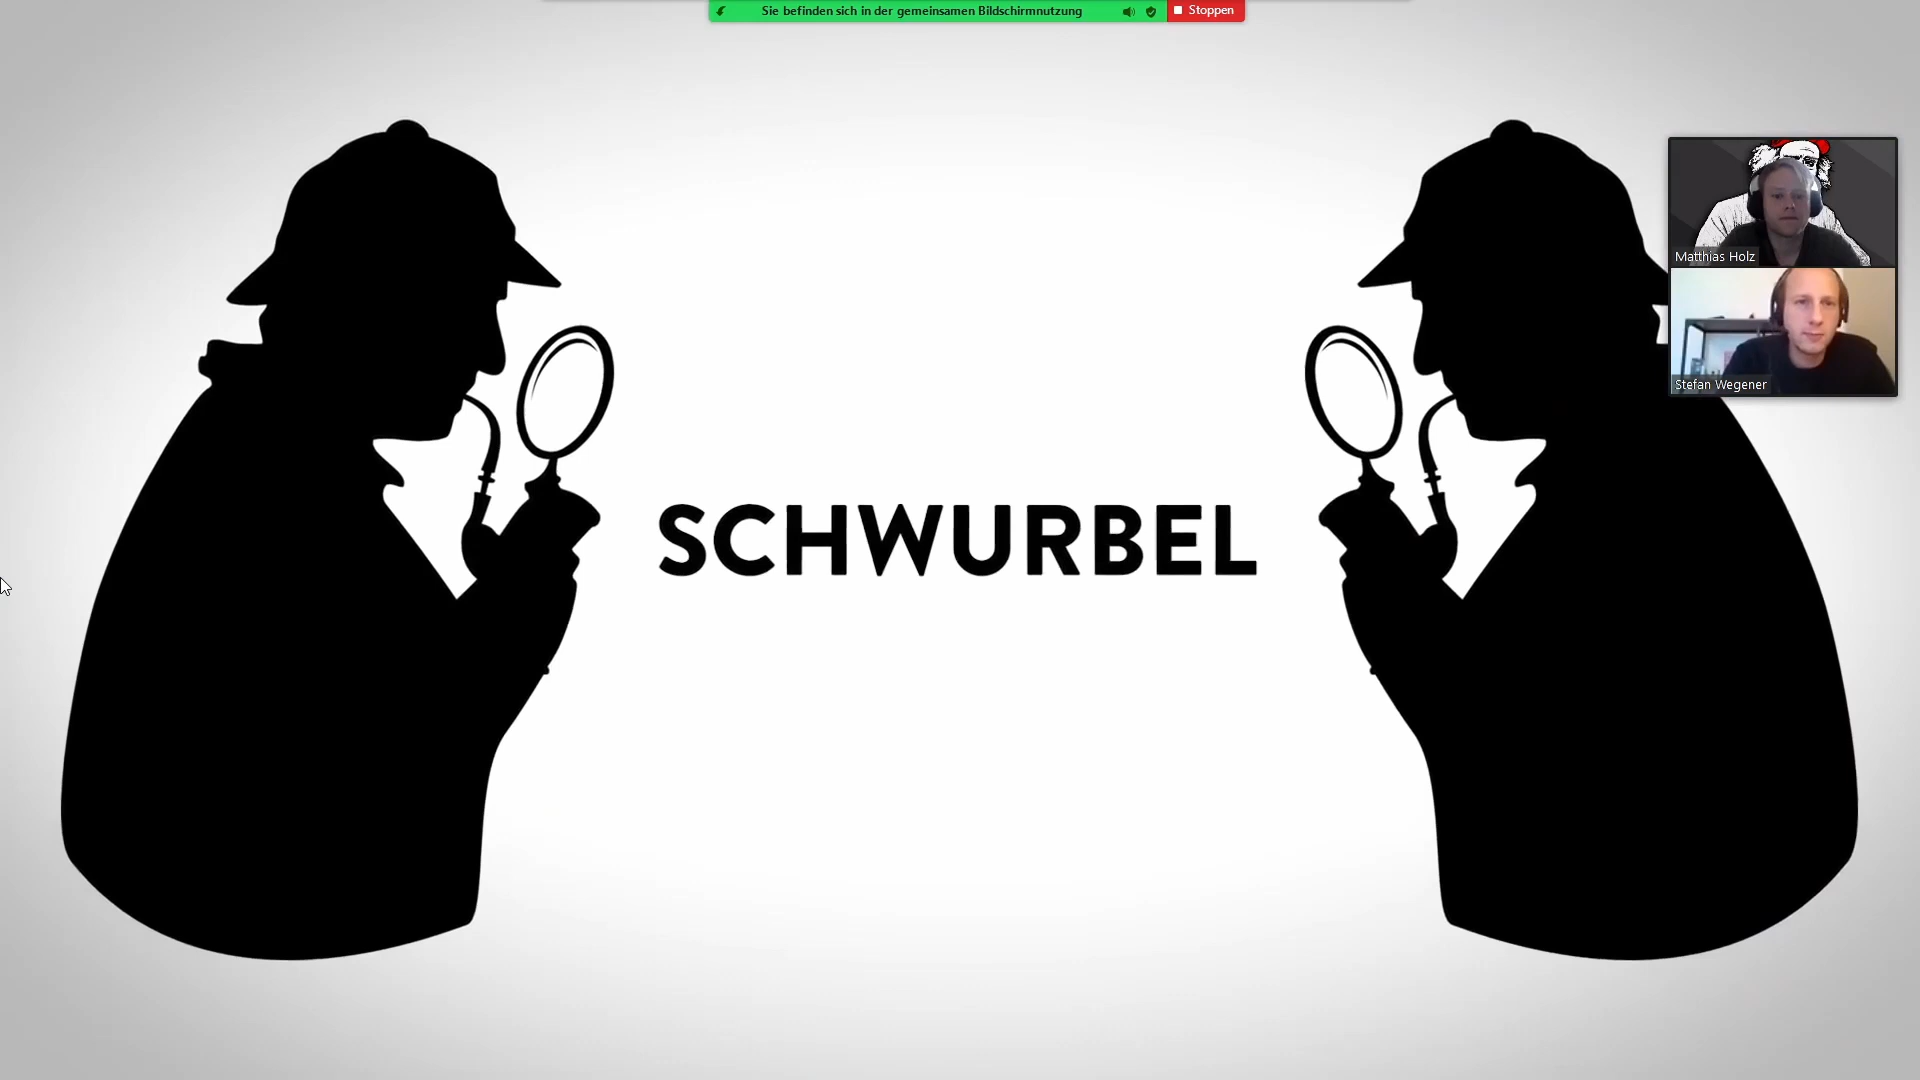 Sie befinden sich in der gemeinsamen Bildschirmnutzung
Stoppen
Matthias Holz
Stefan Wegener
SCHWURBEL